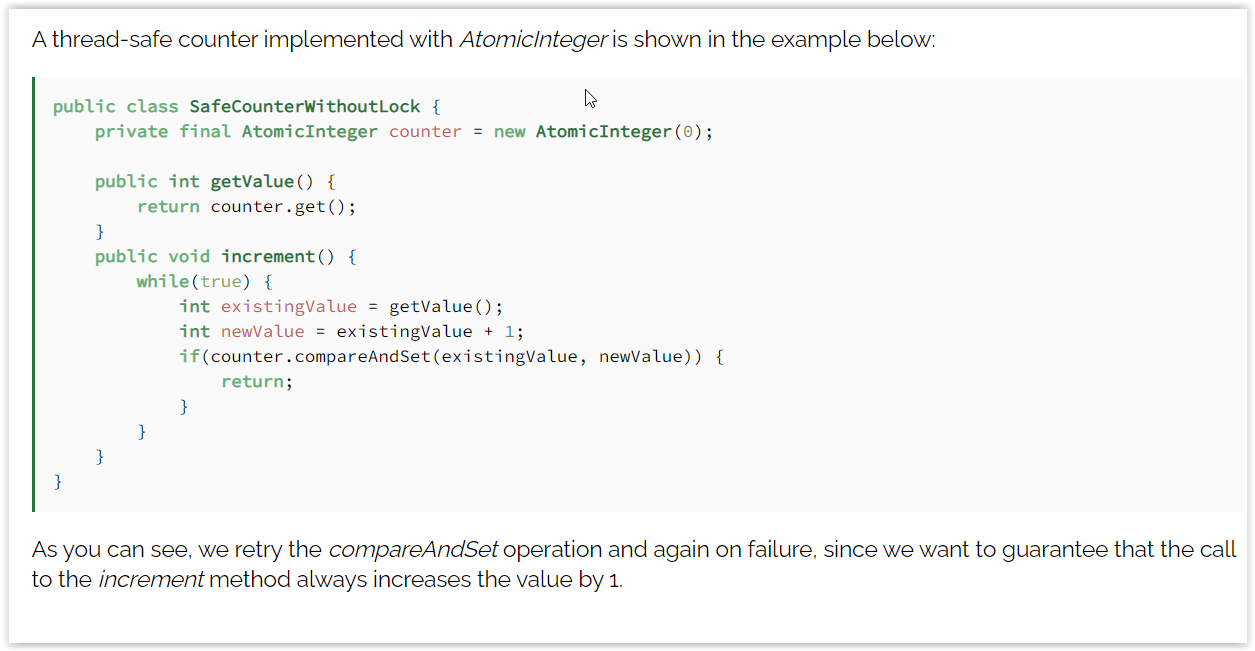 A thread-safe counter implemented with AtomicInteger is shown in the example below:
public class SafeCounterWithoutLock {
    private final AtomicInteger counter = new AtomicInteger(0);

    public int getValue() {
        return counter.get();
    }
    public void increment() {
        while(true) {
            int existingValue = getValue();
            int newValue = existingValue + 1;
            if(counter.compareAndSet(existingValue, newValue)) {
                return;
            }
        }
    }
}
As you can see, we retry the compareAndSet operation and again on failure, since we want to guarantee that the call
to the increment method always increases the value by 1.